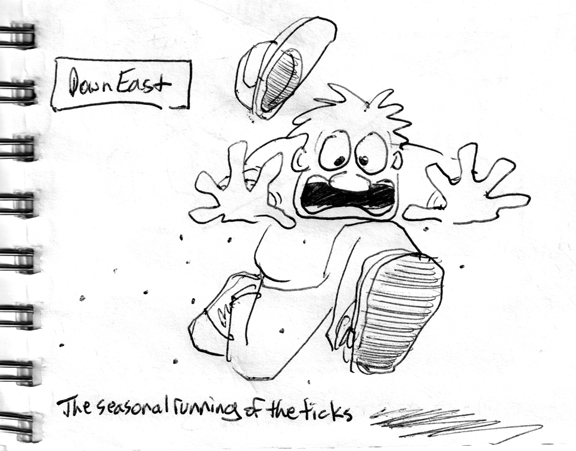 Down East
The seasonal running of the ticks